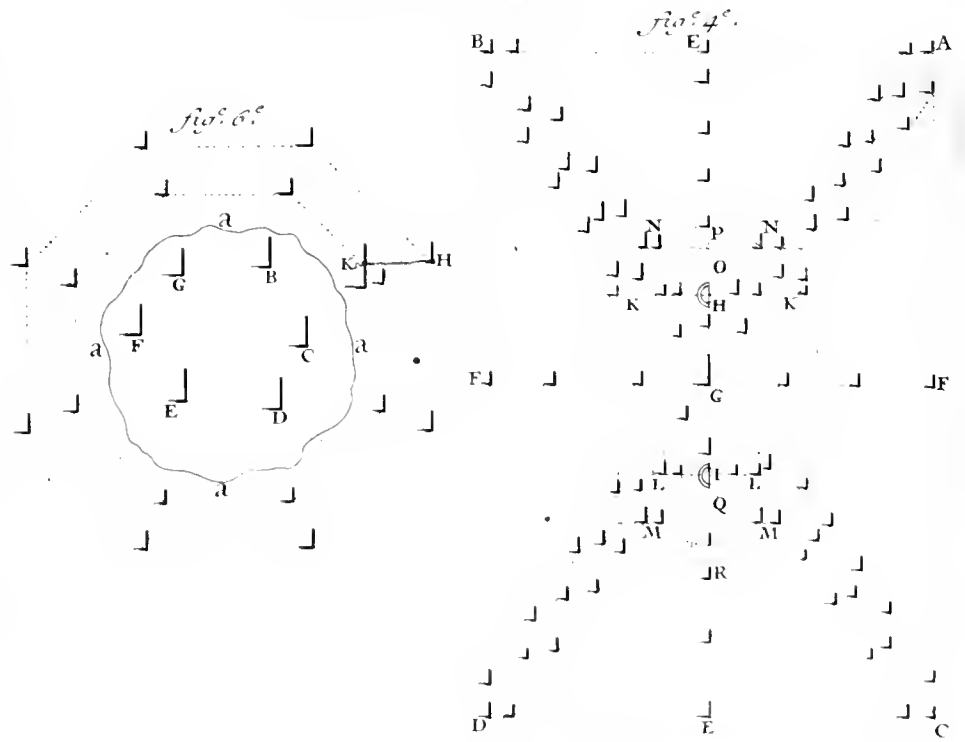 fig.e 6.e
a
G B K H
F C
a a
E D
a
fig.e 4.e
B E A
N P N
O
K H K
F G F
L I L
Q
M M
R
D E C